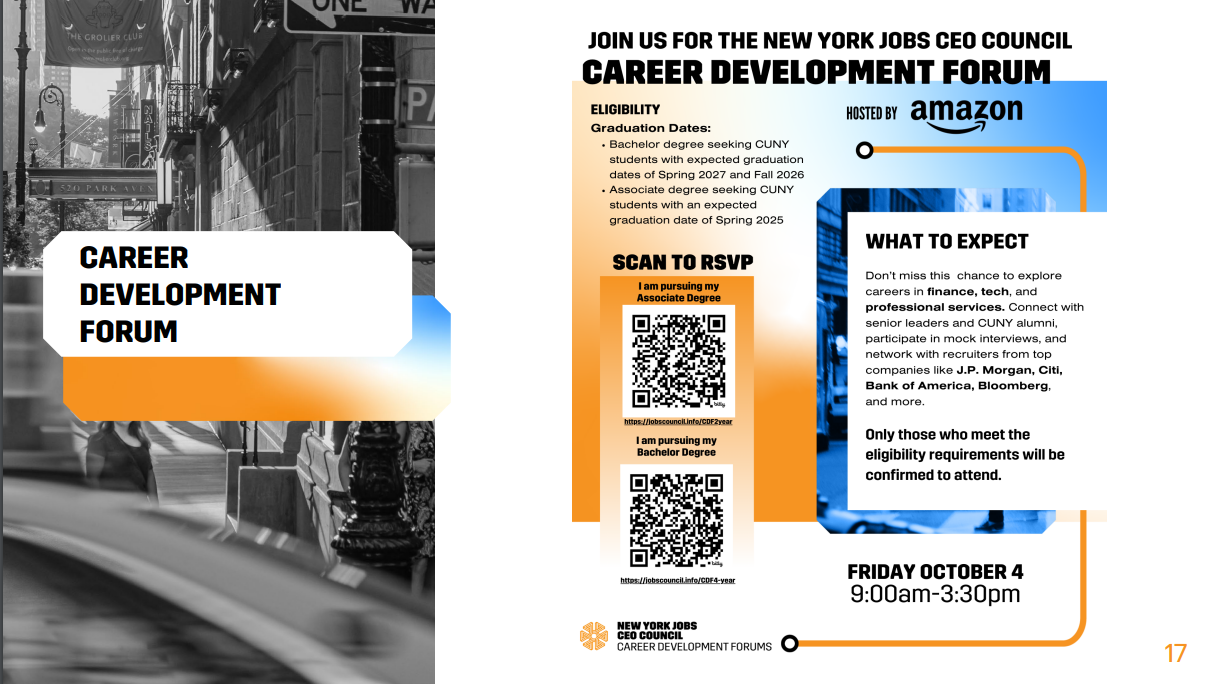 ONE WA
THE GROLIER CLUB
NAILS
PA
520 PARK AVEN
CAREER
DEVELOPMENT
FORUM
JOIN US FOR THE NEW YORK JOBS CEO COUNCIL
CAREER DEVELOPMENT FORUM
HOSTED BY amazon
ELIGIBILITY
Graduation Dates:
• Bachelor degree seeking CUNY
students with expected graduation
dates of Spring 2027 and Fall 2026
• Associate degree seeking CUNY
students with an expected
graduation date of Spring 2025
SCAN TO RSVP
I am pursuing my
Associate Degree
bitly
https://jobscouncil.info/CDF2year
I am pursuing my
Bachelor Degree
bitly
https://jobscouncil.info/CDF4-year
WHAT TO EXPECT
Don't miss this  chance to explore
careers in finance, tech, and
professional services. Connect with
senior leaders and CUNY alumni,
participate in mock interviews, and
network with recruiters from top
companies like J.P. Morgan, Citi,
Bank of America, Bloomberg,
and more.
Only those who meet the
eligibility requirements will be
confirmed to attend.
FRIDAY OCTOBER 4
9:00am-3:30pm
NEW YORK JOBS
CEO COUNCIL
CAREER DEVELOPMENT FORUMS
17